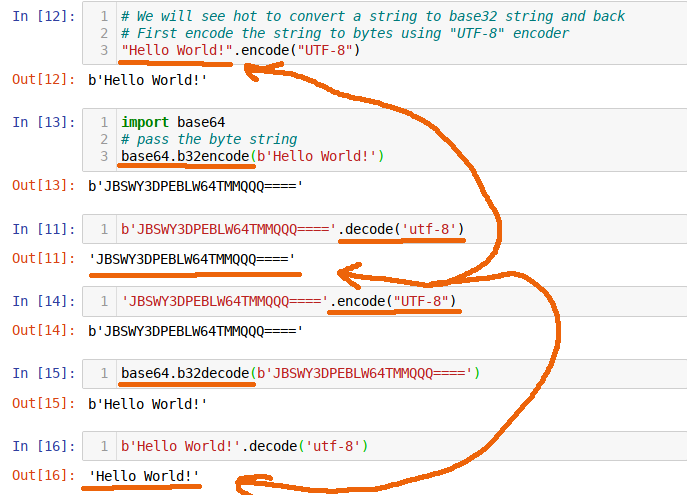 In [12]: 1 # We will see hot to convert a string to base32 string and back
2 # First encode the string to bytes using "UTF-8" encoder
3 "Hello World!".encode("UTF-8")
Out[12]: b'Hello World!'
In [13]: 1 import base64
2 # pass the byte string
3 base64.b32encode(b'Hello World!')
Out[13]: b'JBSWY3DPEBLW64TMMQQQ===='
In [11]: 1 b'JBSWY3DPEBLW64TMMQQQ===='.decode('utf-8')
Out[11]: 'JBSWY3DPEBLW64TMMQQQ===='
In [14]: 1 'JBSWY3DPEBLW64TMMQQQ===='.encode("UTF-8")
Out[14]: b'JBSWY3DPEBLW64TMMQQQ===='
In [15]: 1 base64.b32decode(b'JBSWY3DPEBLW64TMMQQQ====')
Out[15]: b'Hello World!'
In [16]: 1 b'Hello World!'.decode('utf-8')
Out[16]: 'Hello World!'